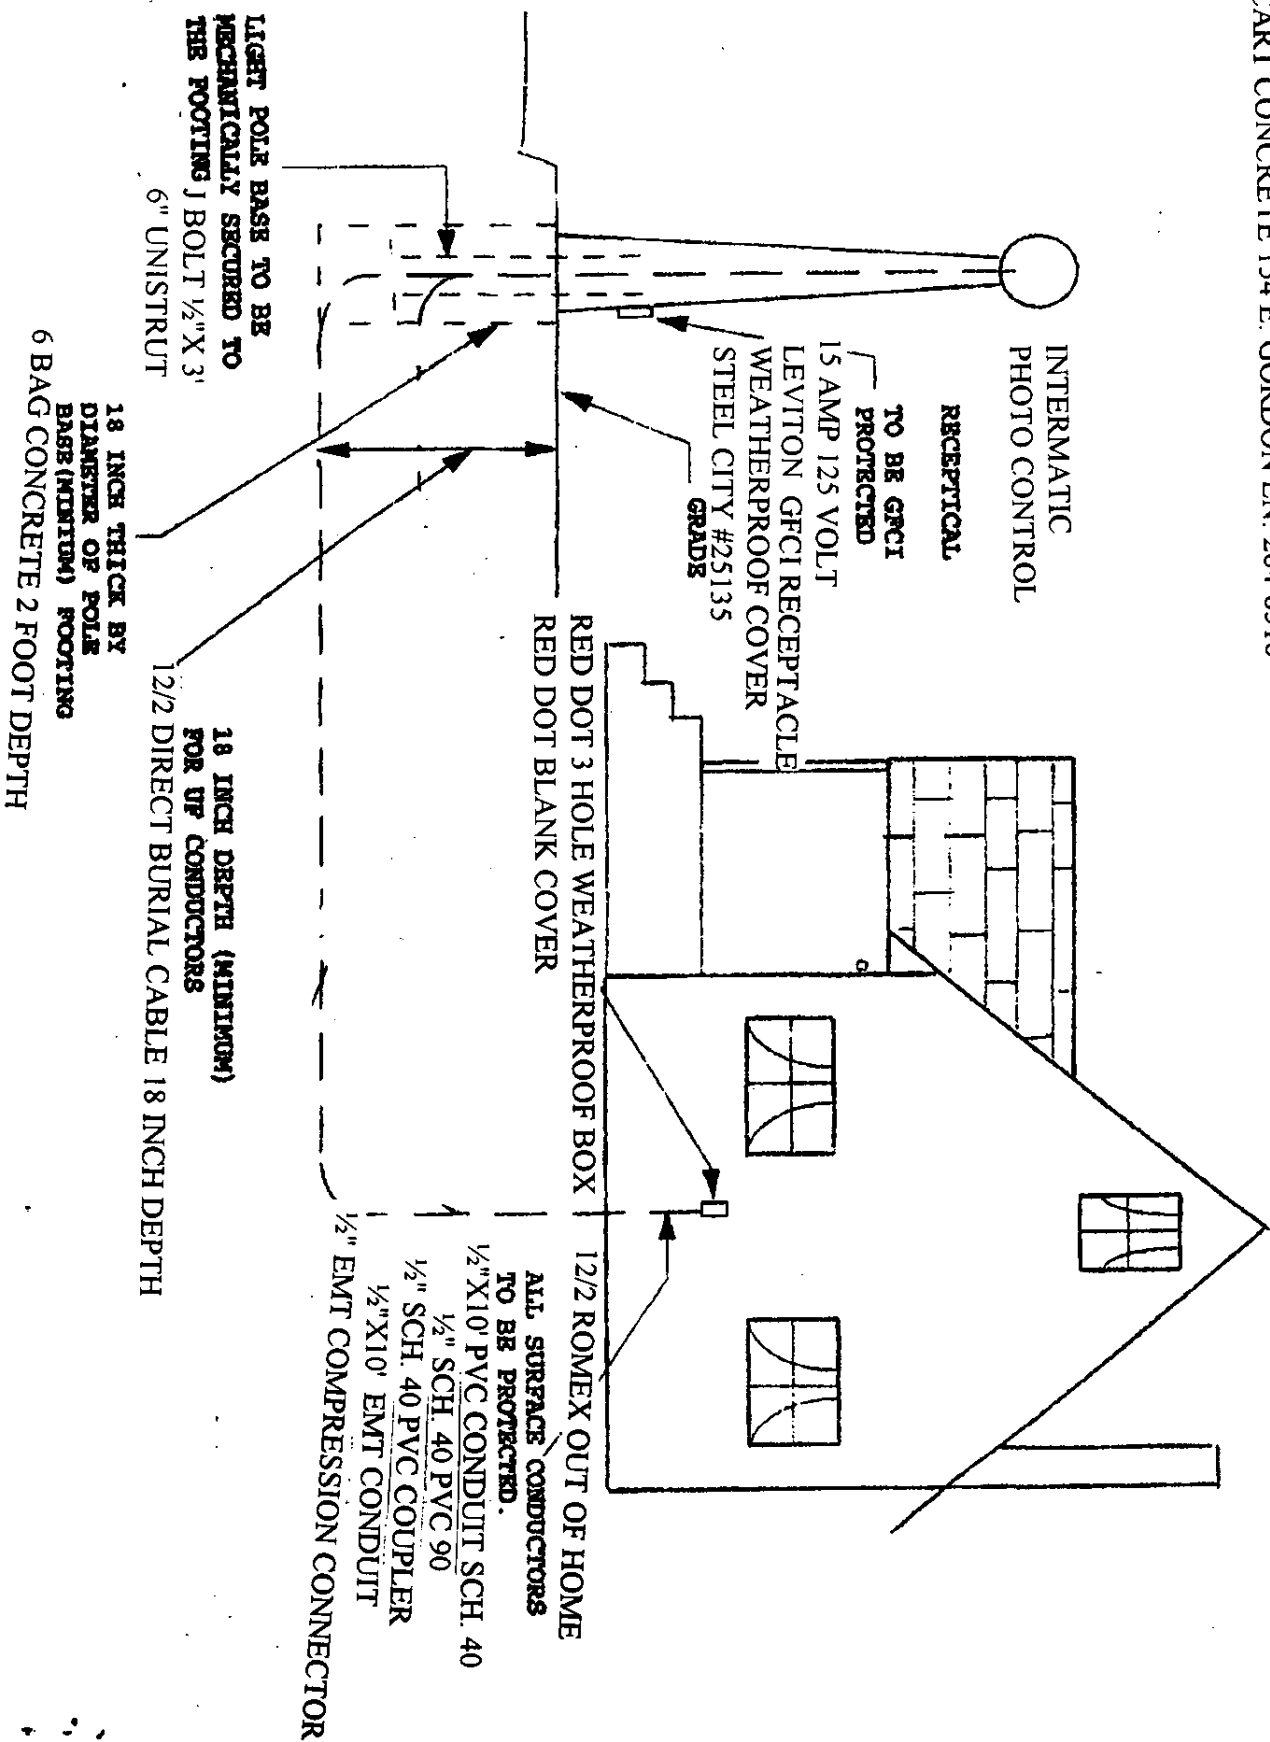 CART CONCRETE 154 E. GORDON LN.
INTERMATIC
PHOTO CONTROL
RECEPTICAL
TO BE GFCI
PROTECTED
15 AMP 125 VOLT
LEVITON GFCI RECEPTACLE
WEATHERPROOF COVER
STEEL CITY #25135
GRADE
RED DOT 3 HOLE WEATHERPROOF BOX
RED DOT BLANK COVER
12/2 ROMEX OUT OF HOME
ALL SURFACE CONDUCTORS
TO BE PROTECTED.
½"X10' PVC CONDUIT SCH. 40
½" SCH. 40 PVC 90
½" SCH. 40 PVC COUPLER
½"X10' EMT CONDUIT
½" EMT COMPRESSION CONNECTOR
LIGHT POLE BASE TO BE
MECHANICALLY SECURED TO
THE FOOTING J BOLT ½"X 3'
6" UNISTRUT
18 INCH DEPTH (MINIMUM)
FOR UF CONDUCTORS
12/2 DIRECT BURIAL CABLE 18 INCH DEPTH
18 INCH THICK BY
DIAMETER OF POLE
BASE(MINIUM) FOOTING
6 BAG CONCRETE 2 FOOT DEPTH